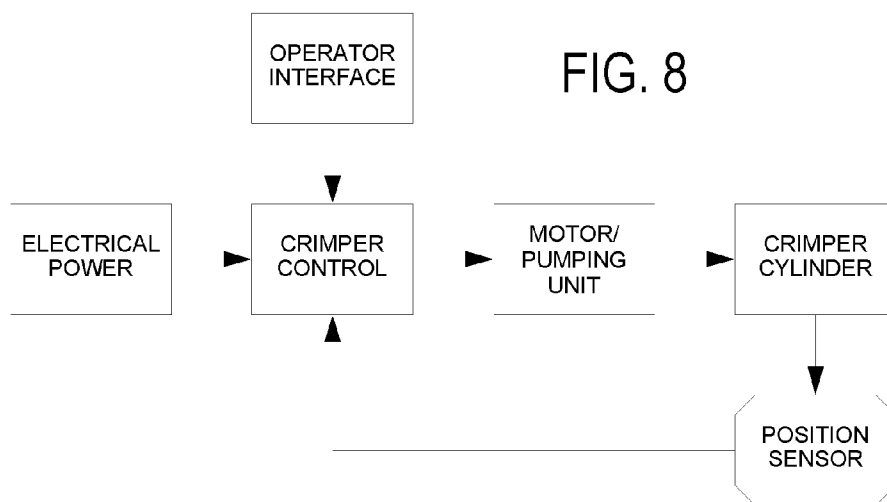 OPERATOR
INTERFACE
FIG. 8
ELECTRICAL
POWER
CRIMPER
CONTROL
MOTOR/
PUMPING
UNIT
CRIMPER
CYLINDER
POSITION
SENSOR